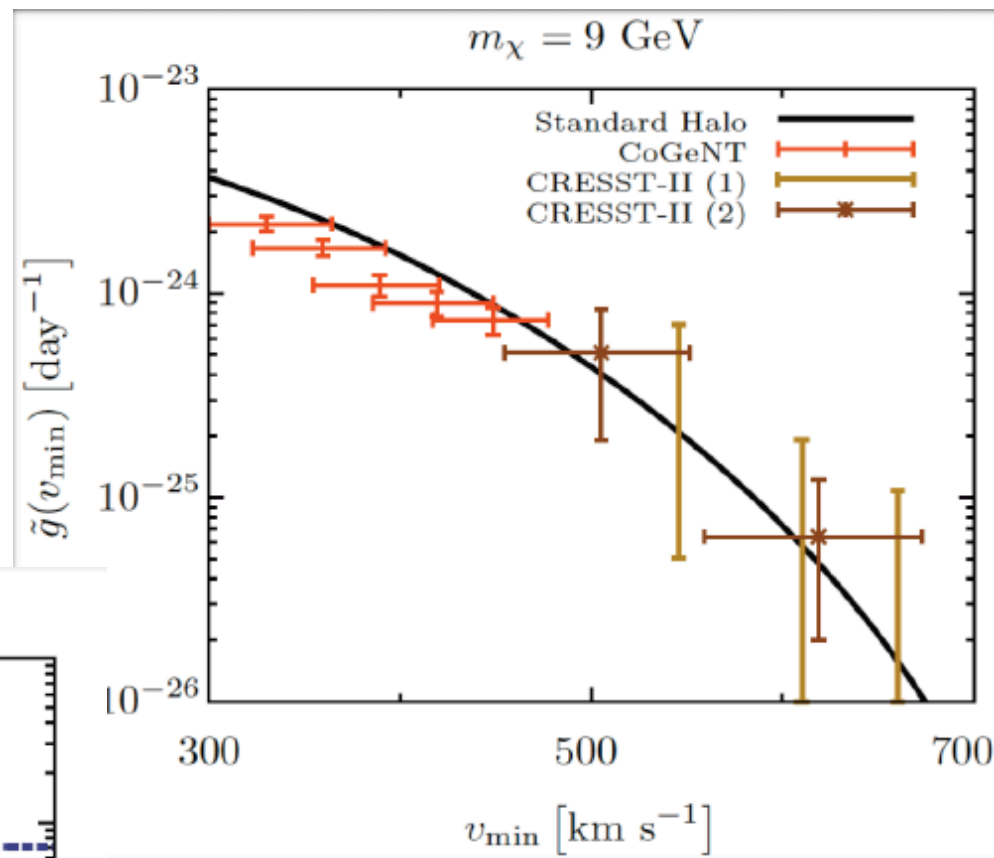 m_χ = 9 GeV
10^−23
Standard Halo
CoGeNT
CRESST-II (1)
CRESST-II (2)
10^−24
g̃(v_min) [day^−1]
10^−25
10^−26
300
500
700
v_min [km s^−1]